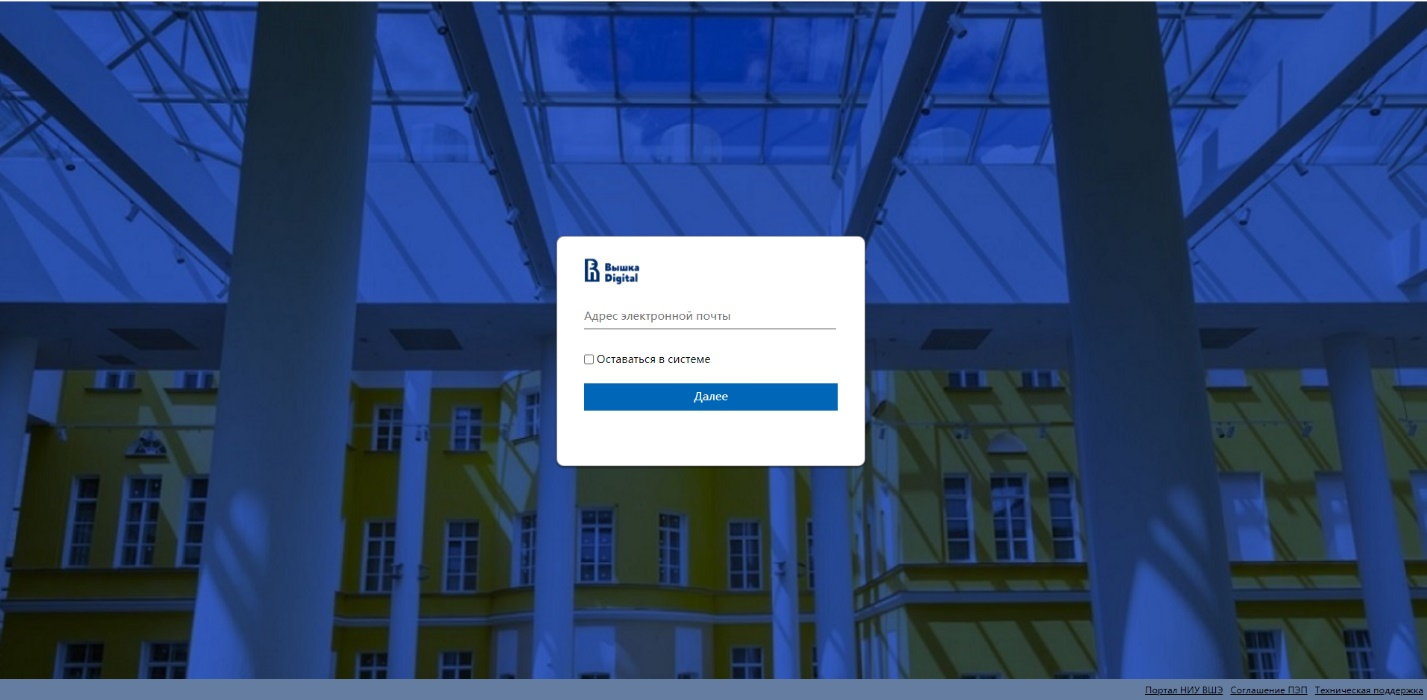 Вышка
Digital
Адрес электронной почты
Оставаться в системе
Далее
Портал НИУ ВШЭ Соглашение ПЭП Техническая поддержка